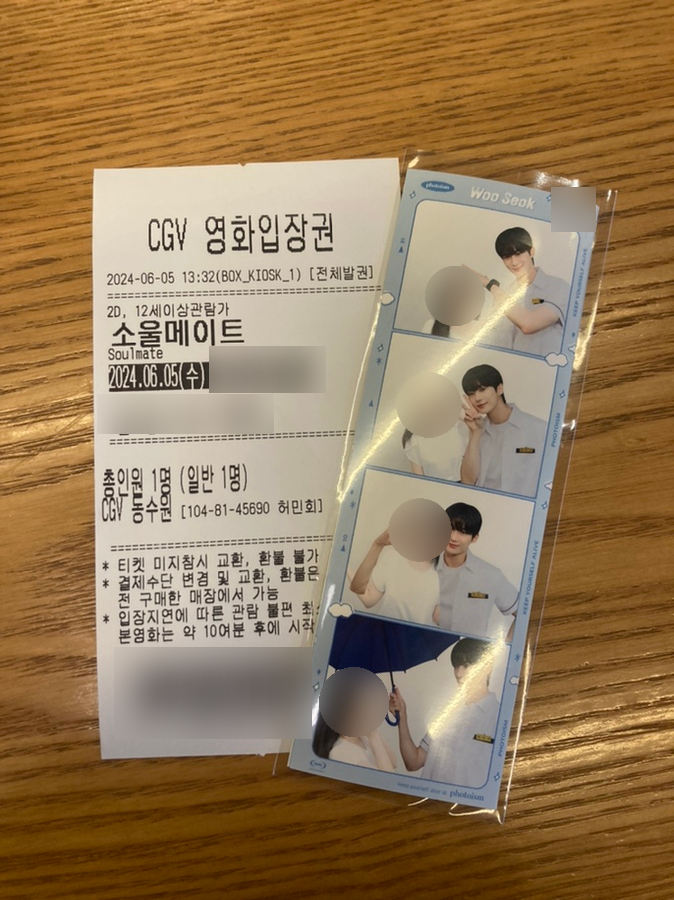 CGV 영화입장권
2024-06-05 13:32(BOX_KIOSK_1) [전체발권]
2D, 12세이상관람가
소울메이트
Soulmate
2024.06.05(수)
총인원 1명 (일반 1명)
CGV 동수원 [104-81-45690 허민회]
* 티켓 미지참시 교환, 환불 불가
* 결제수단 변경 및 교환, 환불은
전 구매한 매장에서 가능
* 입장지연에 따른 관람 불편
본영화는 약 10여분 후에 시작
photoism
Woo Seok
KEEP YOURSELF ALIVE
PHOTOISM
KEEP YOURSELF ALIVE
PHOTOISM
photoism